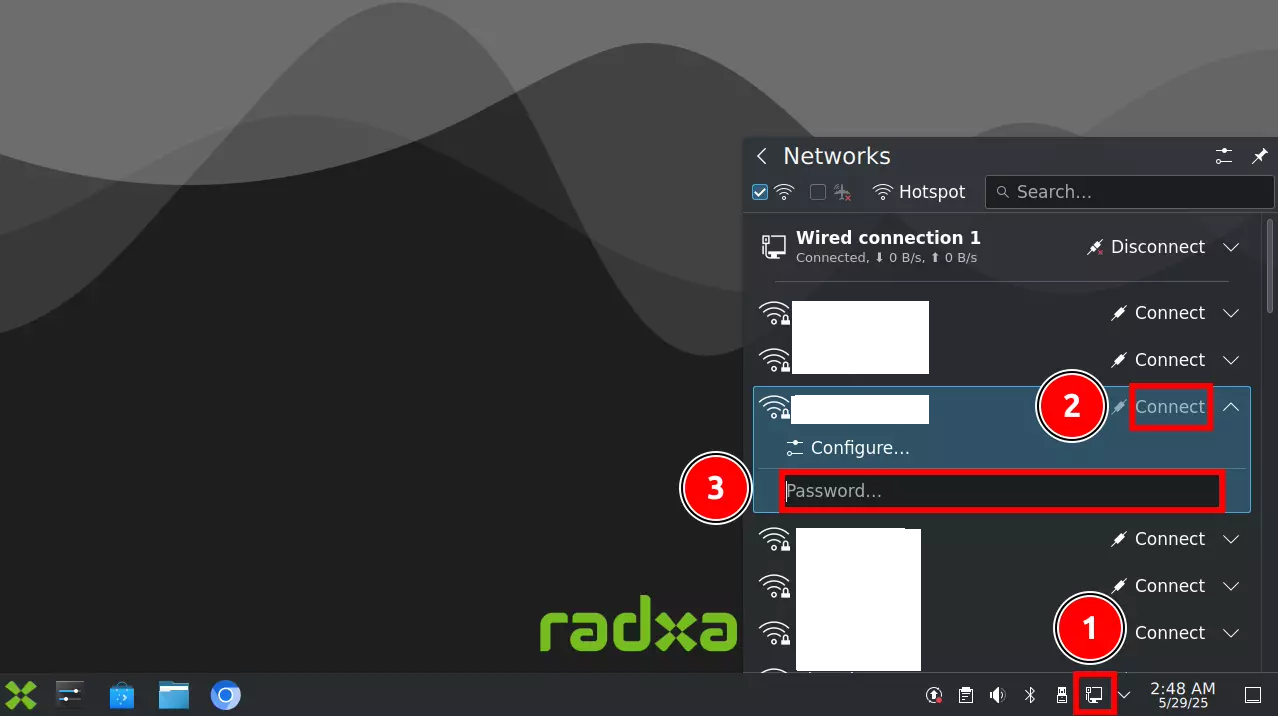 Networks
Hotspot
Search...
Wired connection 1
Disconnect
Connected, ⬇ 0 B/s, ⬆ 0 B/s
Connect
Connect
2
Connect
Configure...
3
Password...
Connect
Connect
1
Connect
radxa
2:48 AM
5/29/25